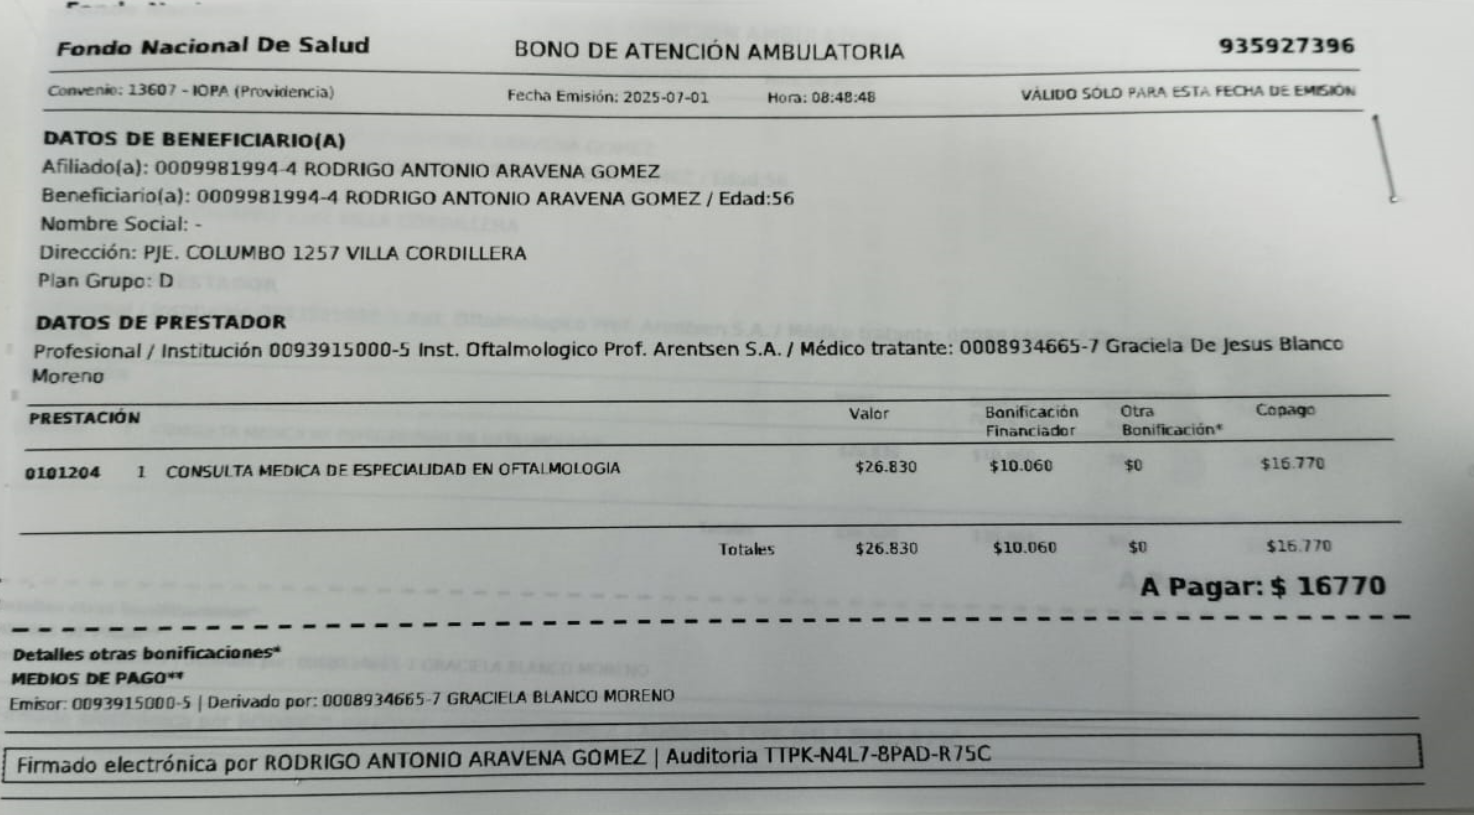 Fondo Nacional De Salud BONO DE ATENCIÓN AMBULATORIA 935927396
Convenio: 13607 - IOPA (Providencia) Fecha Emisión: 2025-07-01 Hora: 08:48:48 VÁLIDO SÓLO PARA ESTA FECHA DE EMISIÓN
DATOS DE BENEFICIARIO(A)
Afiliado(a): 0009981994-4 RODRIGO ANTONIO ARAVENA GOMEZ
Beneficiario(a): 0009981994-4 RODRIGO ANTONIO ARAVENA GOMEZ / Edad:56
Nombre Social: -
Dirección: PJE. COLUMBO 1257 VILLA CORDILLERA
Plan Grupo: D
DATOS DE PRESTADOR
Profesional / Institución 0093915000-5 Inst. Oftalmologico Prof. Arentsen S.A. / Médico tratante: 0008934665-7 Graciela De Jesus Blanco
Moreno
PRESTACIÓN Valor Bonificación Otra Copago
Financiador Bonificación*
0101204 1 CONSULTA MEDICA DE ESPECIALIDAD EN OFTALMOLOGIA $26.830 $10.060 $0 $16.770
Totales $26.830 $10.060 $0 $16.770
A Pagar: $ 16770
Detalles otras bonificaciones*
MEDIOS DE PAGO**
Emisor: 0093915000-5 | Derivado por: 0008934665-7 GRACIELA BLANCO MORENO
Firmado electrónica por RODRIGO ANTONIO ARAVENA GOMEZ | Auditoria TTPK-N4L7-8PAD-R75C